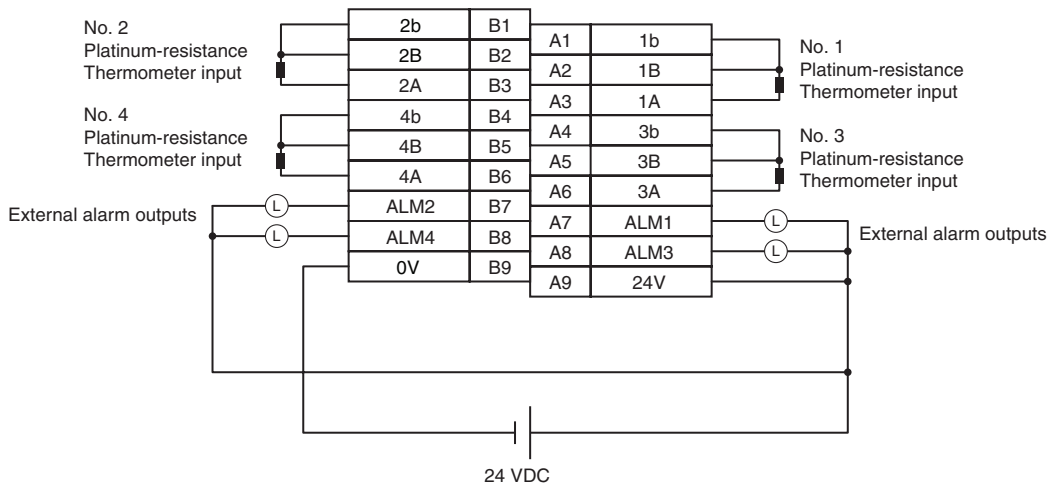 No. 2
Platinum-resistance
Thermometer input
No. 4
Platinum-resistance
Thermometer input
External alarm outputs
L
L
2b B1
2B B2
2A B3
4b B4
4B B5
4A B6
ALM2 B7
ALM4 B8
0V B9
A1 1b
A2 1B
A3 1A
A4 3b
A5 3B
A6 3A
A7 ALM1
A8 ALM3
A9 24V
No. 1
Platinum-resistance
Thermometer input
No. 3
Platinum-resistance
Thermometer input
L
L
External alarm outputs
24 VDC